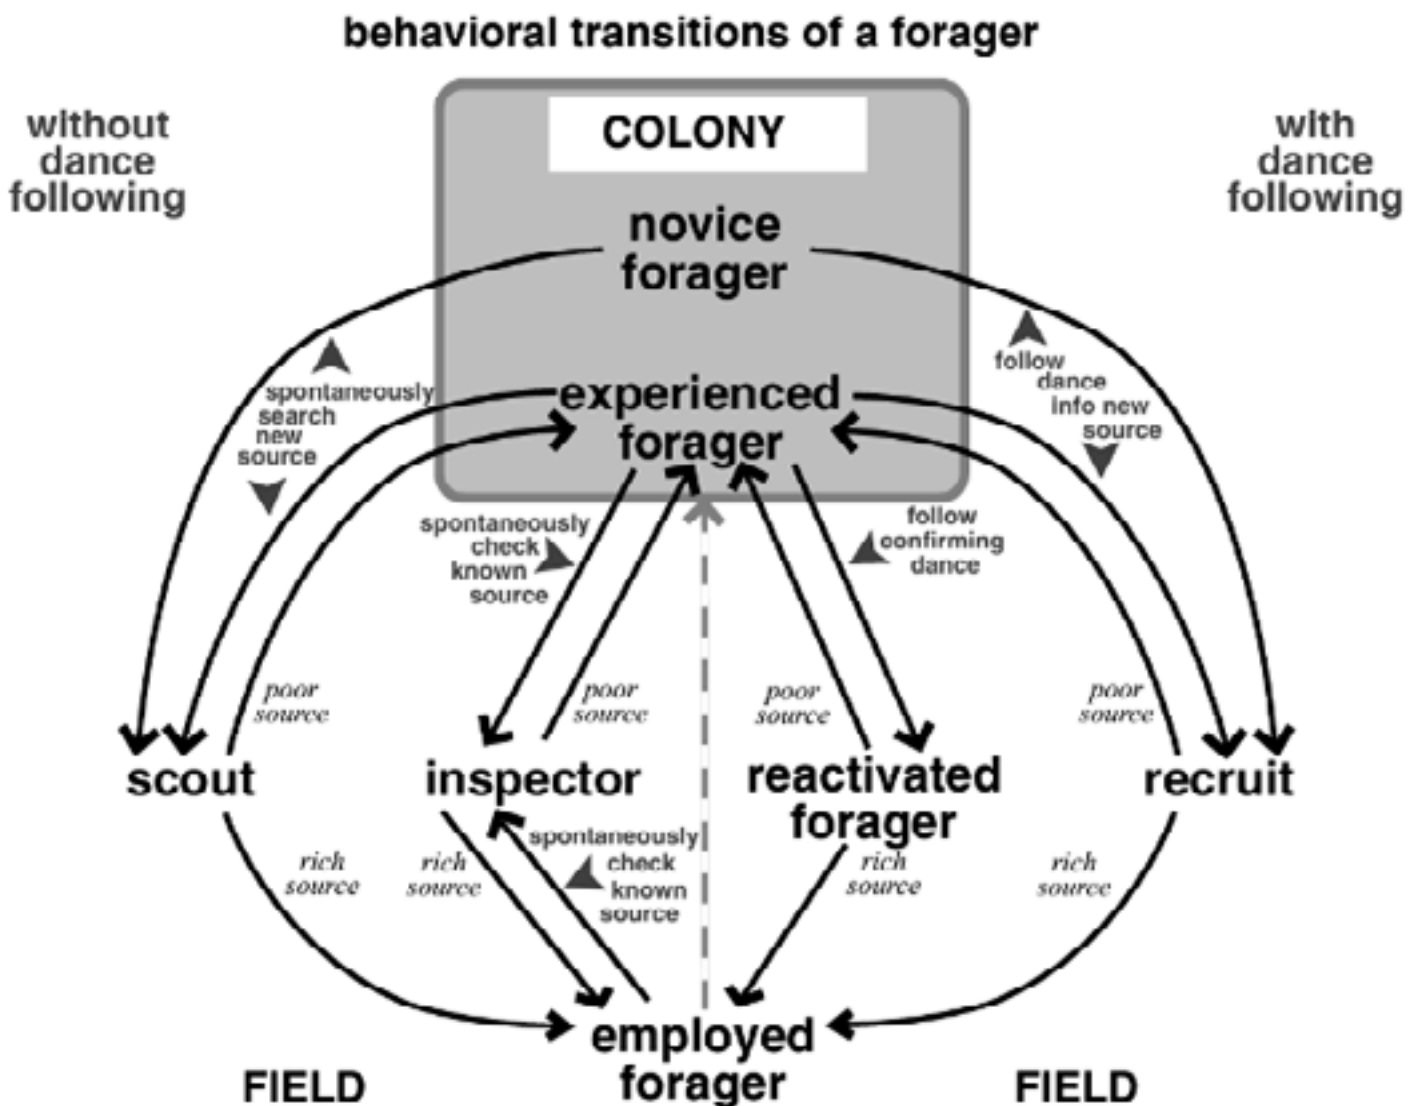 behavioral transitions of a forager
without
dance
following
COLONY
with
dance
following
novice
forager
spontaneously
search
new
source
follow
dance
info new
source
experienced
forager
spontaneously
check
known
source
follow
confirming
dance
poor
source
poor
source
poor
source
poor
source
scout
inspector
reactivated
forager
recruit
rich
source
rich
source
spontaneously
check
known
source
rich
source
rich
source
employed
forager
FIELD
FIELD